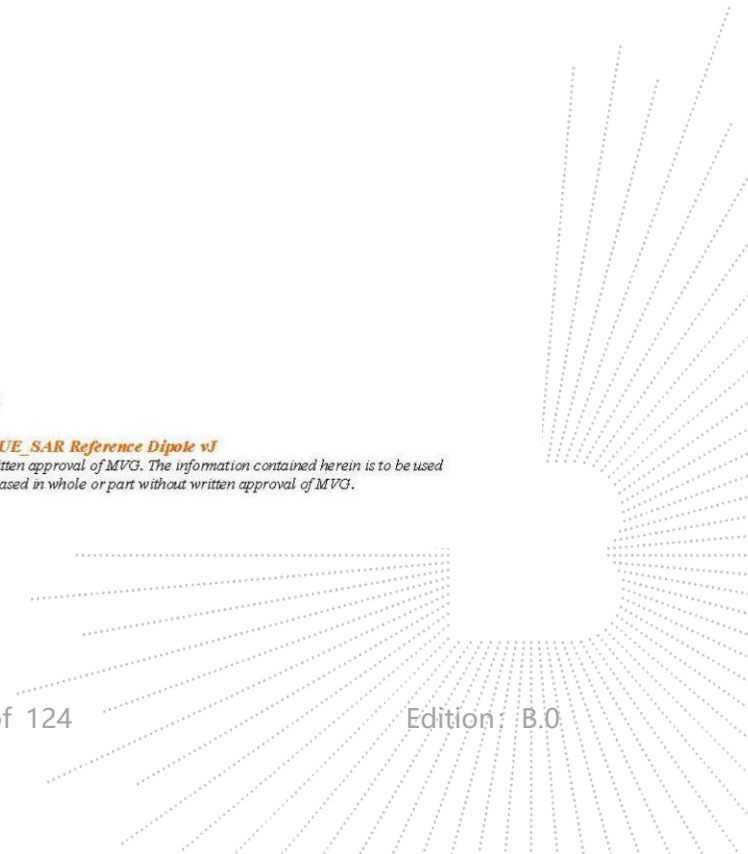 UE_SAR Reference Dipole vJ
tten approval of MVG. The information contained herein is to be used
ased in whole or part without written approval of MVG.
of 124 Edition: B.0